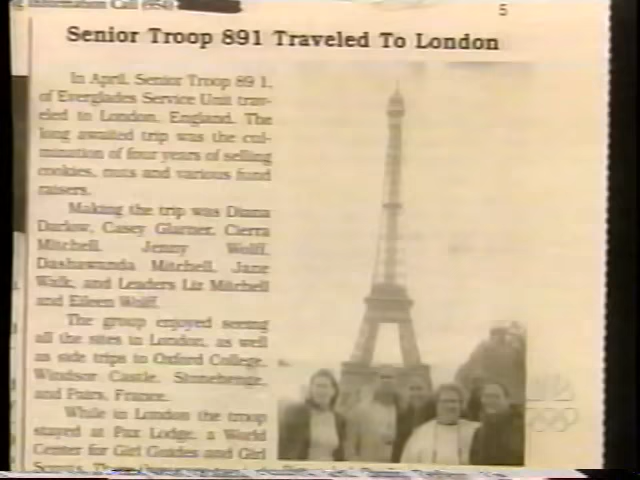 5
Senior Troop 891 Traveled To London
In April, Senior Troop 89 1,
of Everglades Service Unit trav-
eled to London, England. The
long awaited trip was the cul-
mination of four years of selling
cookies, nuts and various fund
raisers.
Making the trip was Diana
Darlow, Casey Glarner, Cierra
Mitchell, Jenny Wolff,
Dashawanda Mitchell, Jane
Walk, and Leaders Liz Mitchell
and Eileen Wolff.
The group enjoyed seeing
all the sites in London, as well
as side trips to Oxford College,
Windsor Castle, Stonehenge,
and Paris, France.
While in London the troop
stayed at Pax Lodge, a World
Center for Girl Guides and Girl